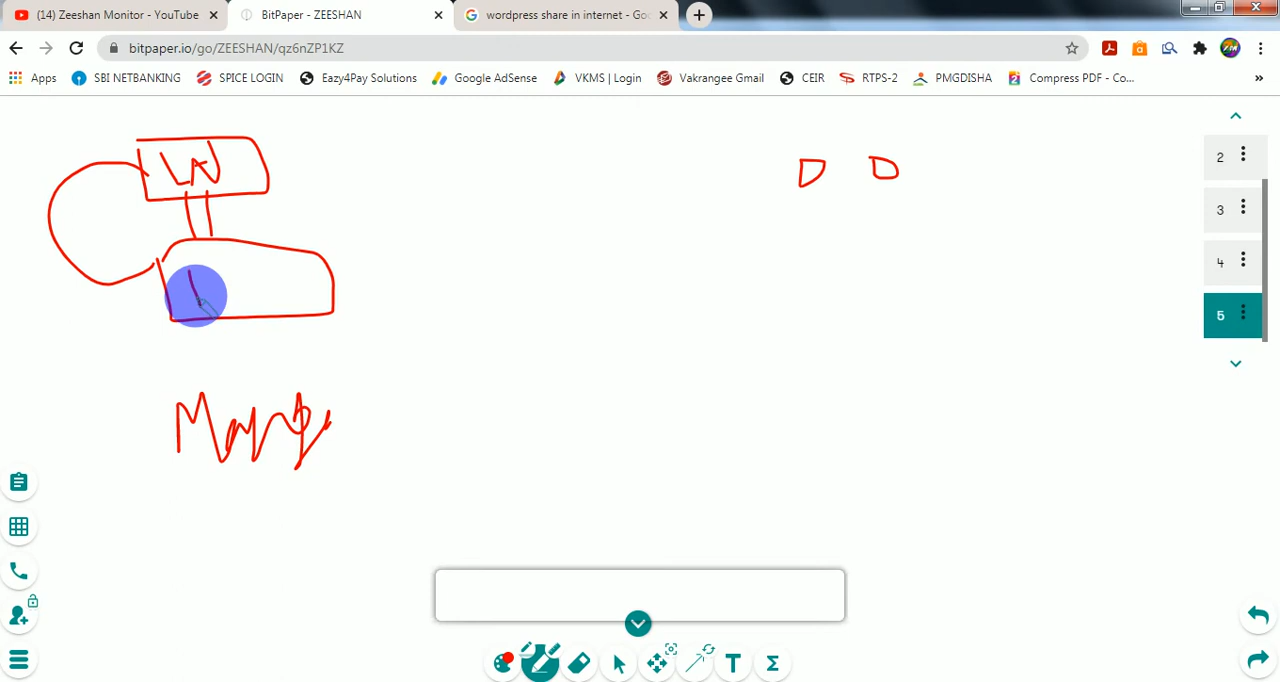 (14) Zeeshan Monitor - YouTube
BitPaper - ZEESHAN
wordpress share in internet - Goo
bitpaper.io/go/ZEESHAN/qz6nZP1KZ
Apps SBI NETBANKING SPICE LOGIN Eazy4Pay Solutions Google AdSense VKMS | Login Vakrangee Gmail CEIR RTPS-2 PMGDISHA Compress PDF - Co... »
D D
2
3
4
5
T Σ